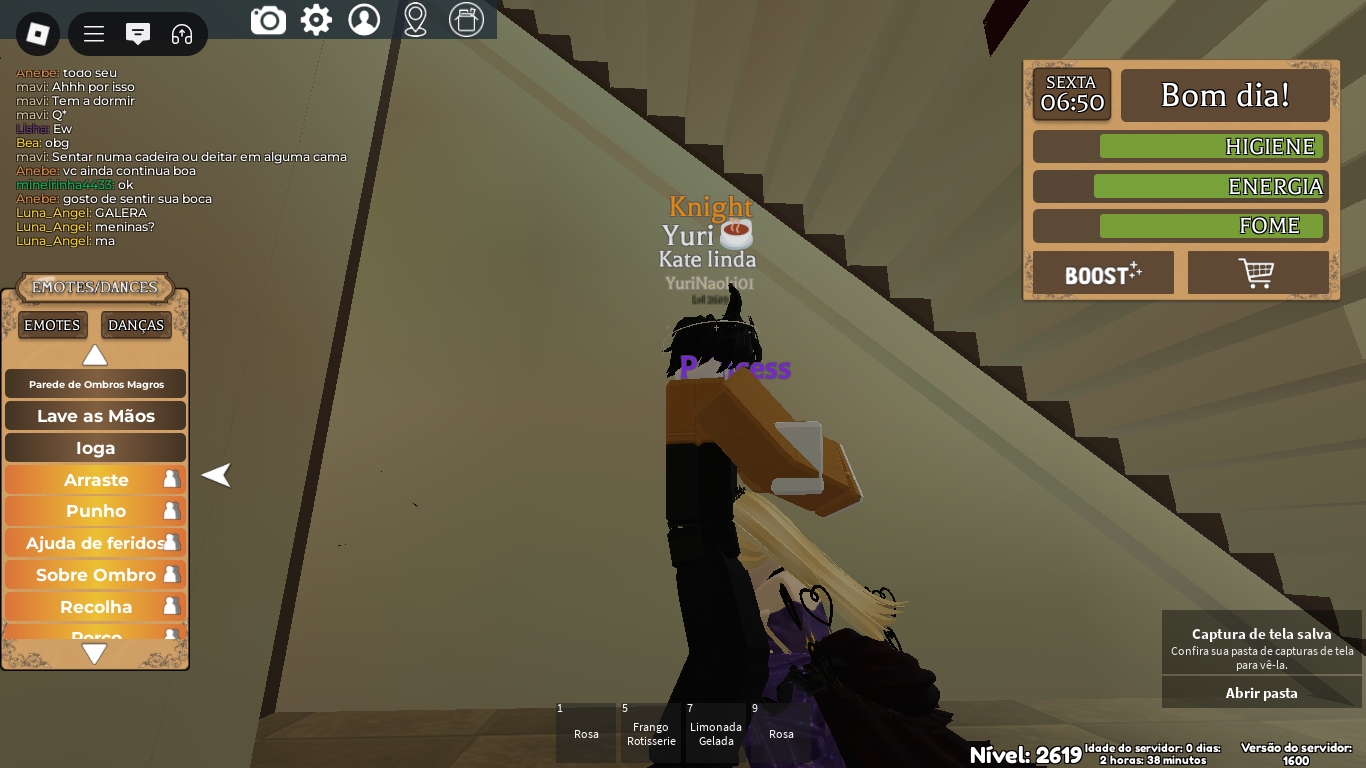 Anebe: todo seu
mavi: Ahhh por isso
mavi: Tem a dormir
mavi: Q*
Lisha: Ew
Bea: obg
mavi: Sentar numa cadeira ou deitar em alguma cama
Anebe: vc ainda continua boa
mineirinha4433: ok
Anebe: gosto de sentir sua boca
Luna_Angel: GALERA
Luna_Angel: meninas?
Luna_Angel: ma
EMOTES/DANCES
EMOTES DANÇAS
Parede de Ombros Magros
Lave as Mãos
Ioga
Arraste
Punho
Ajuda de feridos
Sobre Ombro
Recolha
Porco
Knight
Yuri
Kate linda
YuriNaohi01
Lvl 2619
SEXTA
06:50
Bom dia!
HIGIENE
ENERGIA
FOME
BOOST
Captura de tela salva
Confira sua pasta de capturas de tela
para vê-la.
Abrir pasta
1
Rosa
5
Frango
Rotisserie
7
Limonada
Gelada
9
Rosa
Nível: 2619
Idade do servidor: 0 dias:
2 horas: 38 minutos
Versão do servidor:
1600